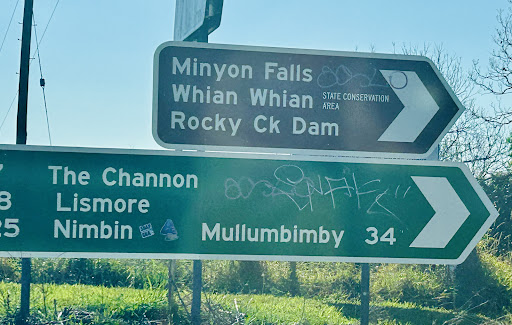 Minyon Falls
Whian Whian STATE CONSERVATION AREA
Rocky Ck Dam
The Channon
8 Lismore
25 Nimbin Mullumbimby 34